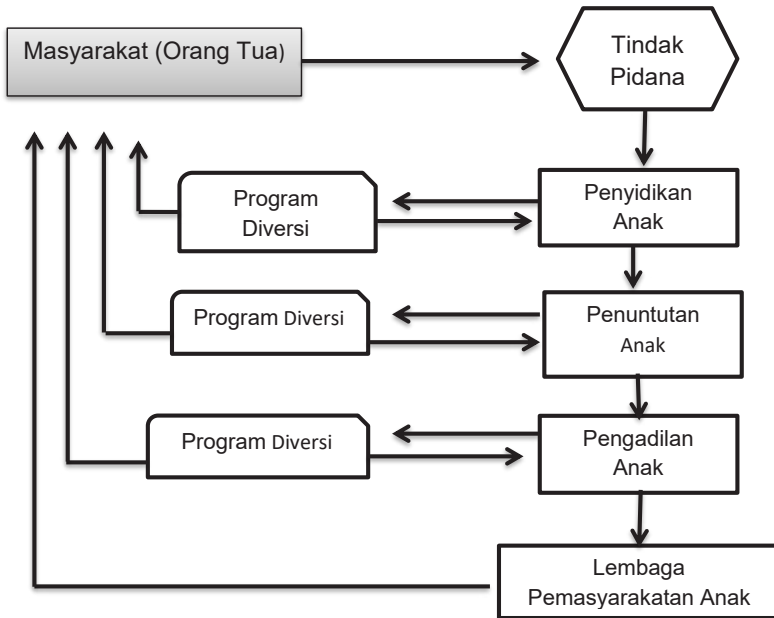 Masyarakat (Orang Tua)
Tindak
Pidana
Program
Diversi
Penyidikan
Anak
Program Diversi
Penuntutan
Anak
Program Diversi
Pengadilan
Anak
Lembaga
Pemasyarakatan Anak